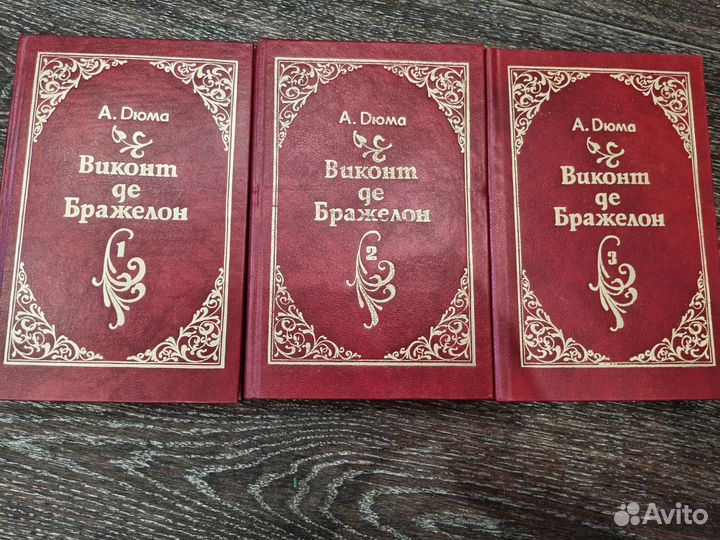 А. Дюма
Виконт
де
Бражелон
1
А. Дюма
Виконт
де
Бражелон
2
А. Дюма
Виконт
де
Бражелон
3
Avito